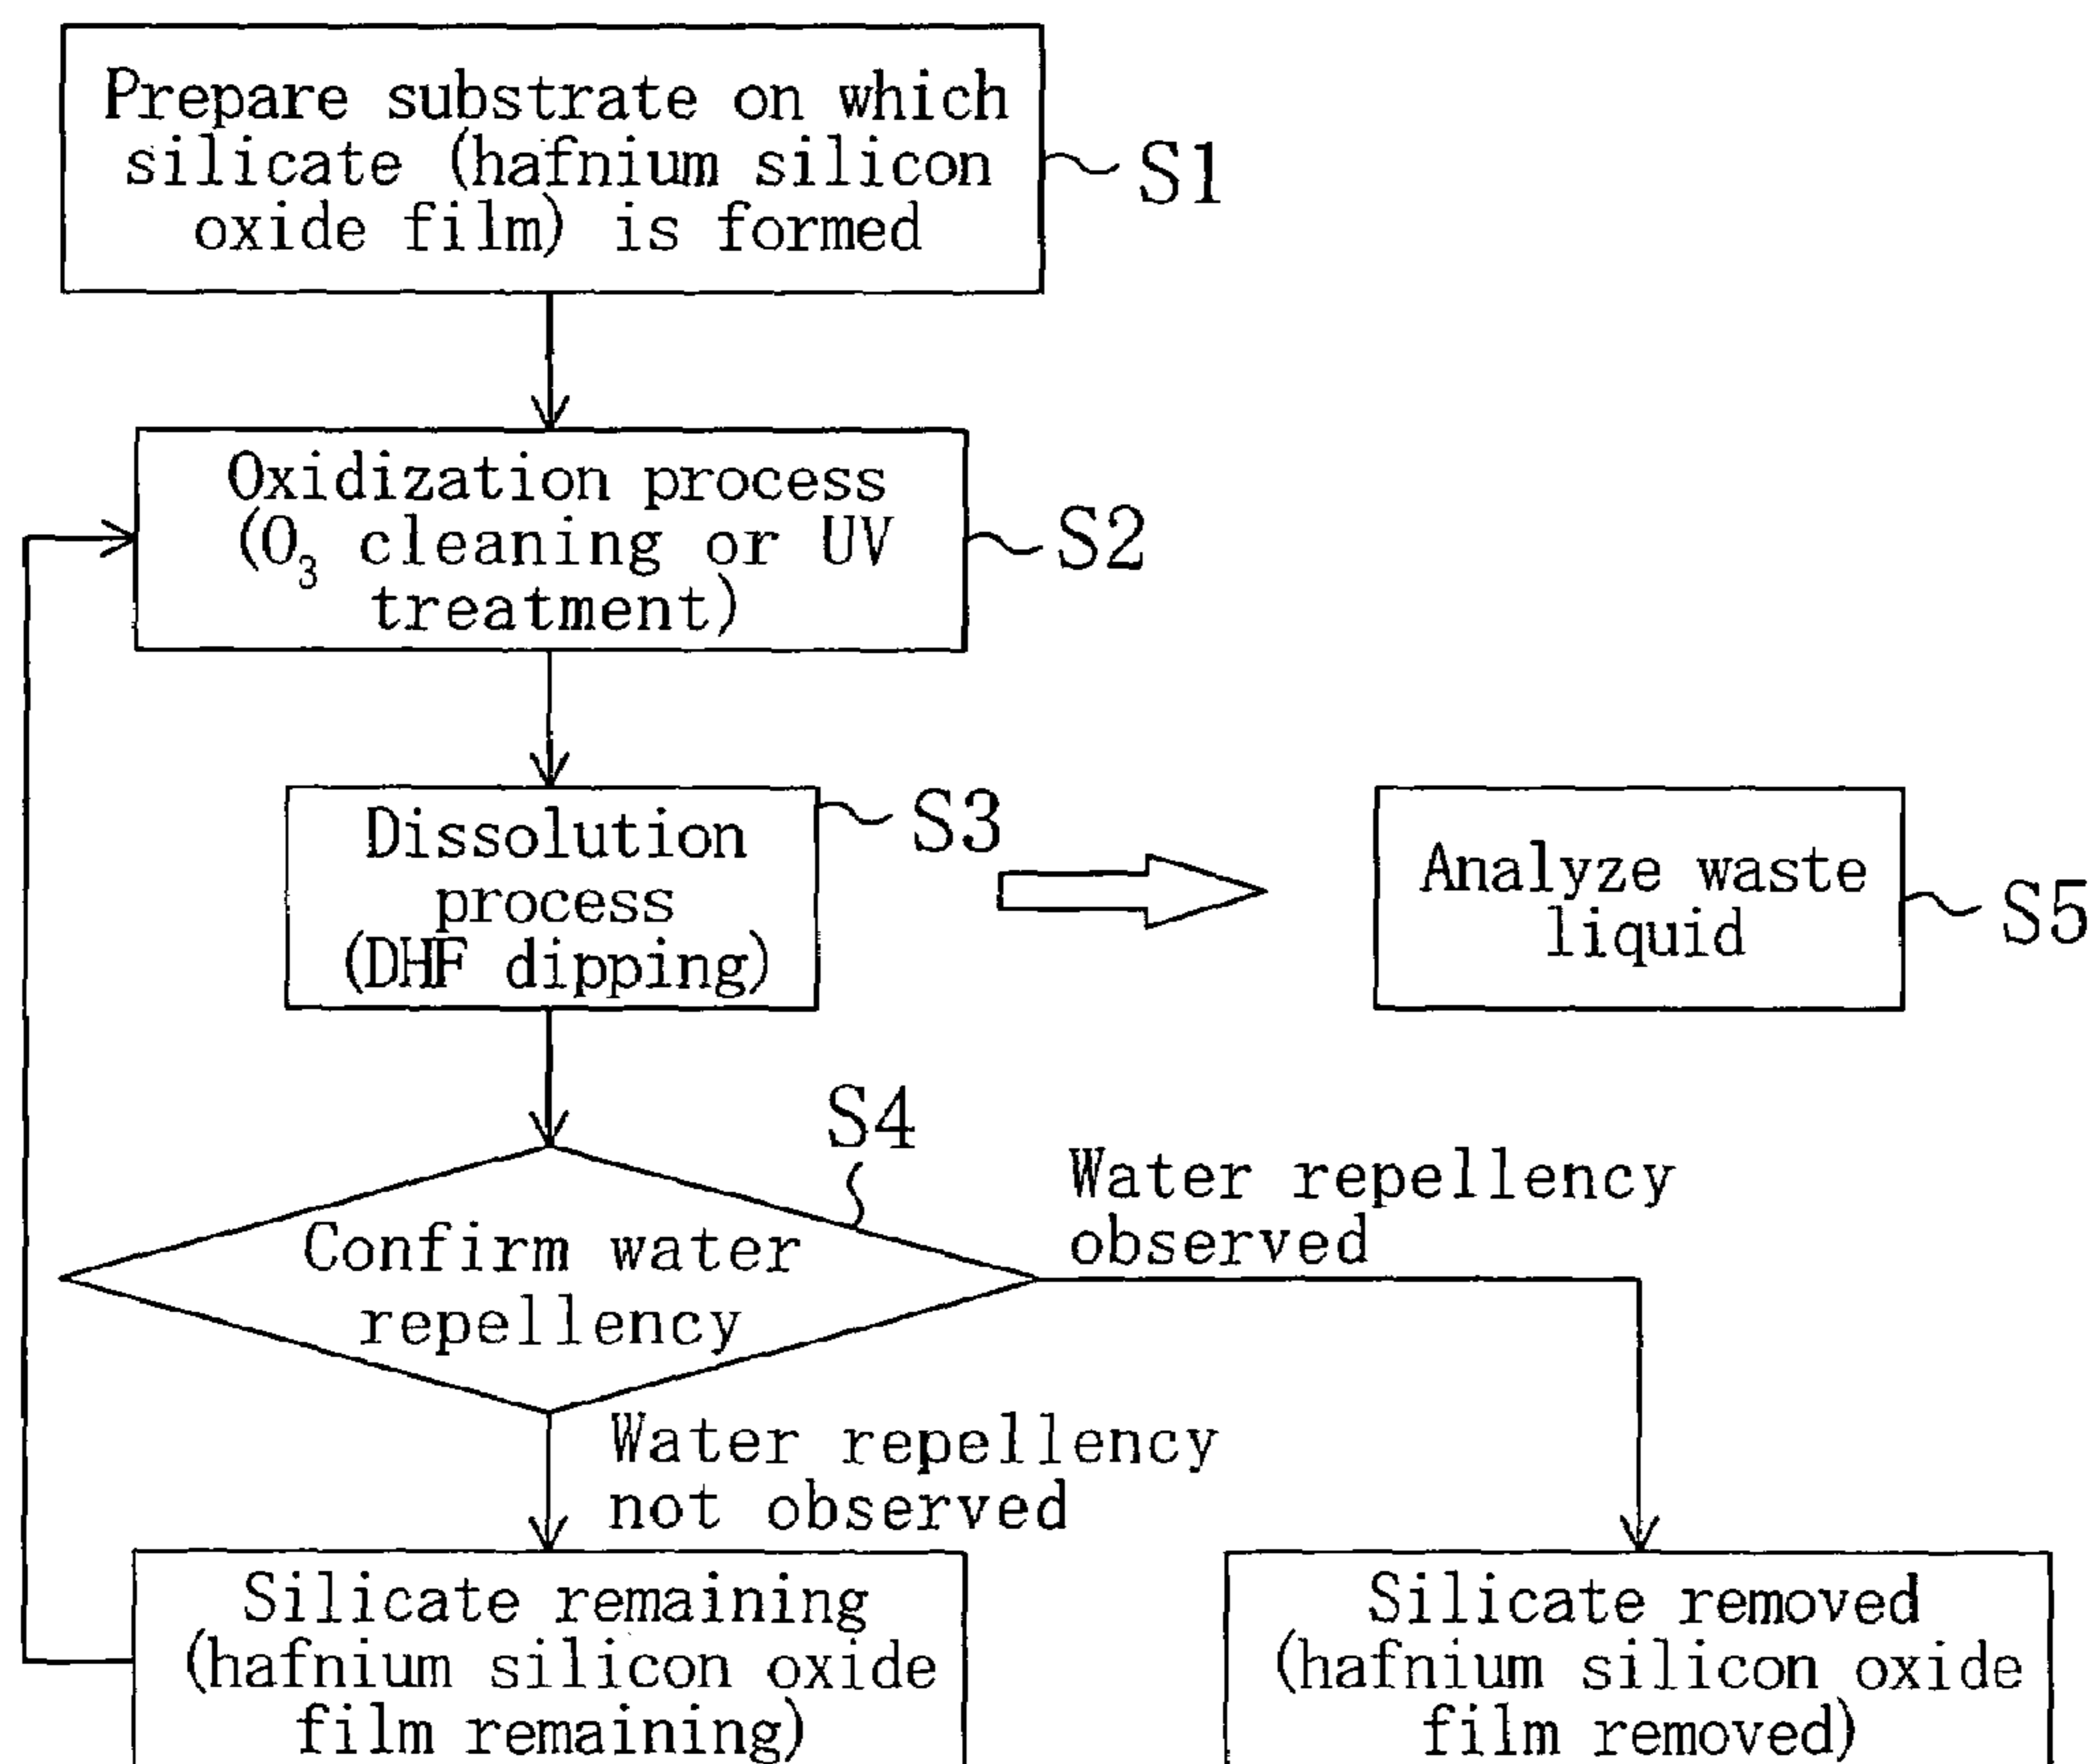 Prepare substrate on which
silicate (hafnium silicon
oxide film) is formed
S1
Oxidization process
(O₃ cleaning or UV
treatment)
S2
Dissolution
process
(DHF dipping)
S3
Analyze waste
liquid
S5
S4
Confirm water
repellency
Water repellency
observed
Water repellency
not observed
Silicate remaining
(hafnium silicon oxide
film remaining)
Silicate removed
(hafnium silicon oxide
film removed)